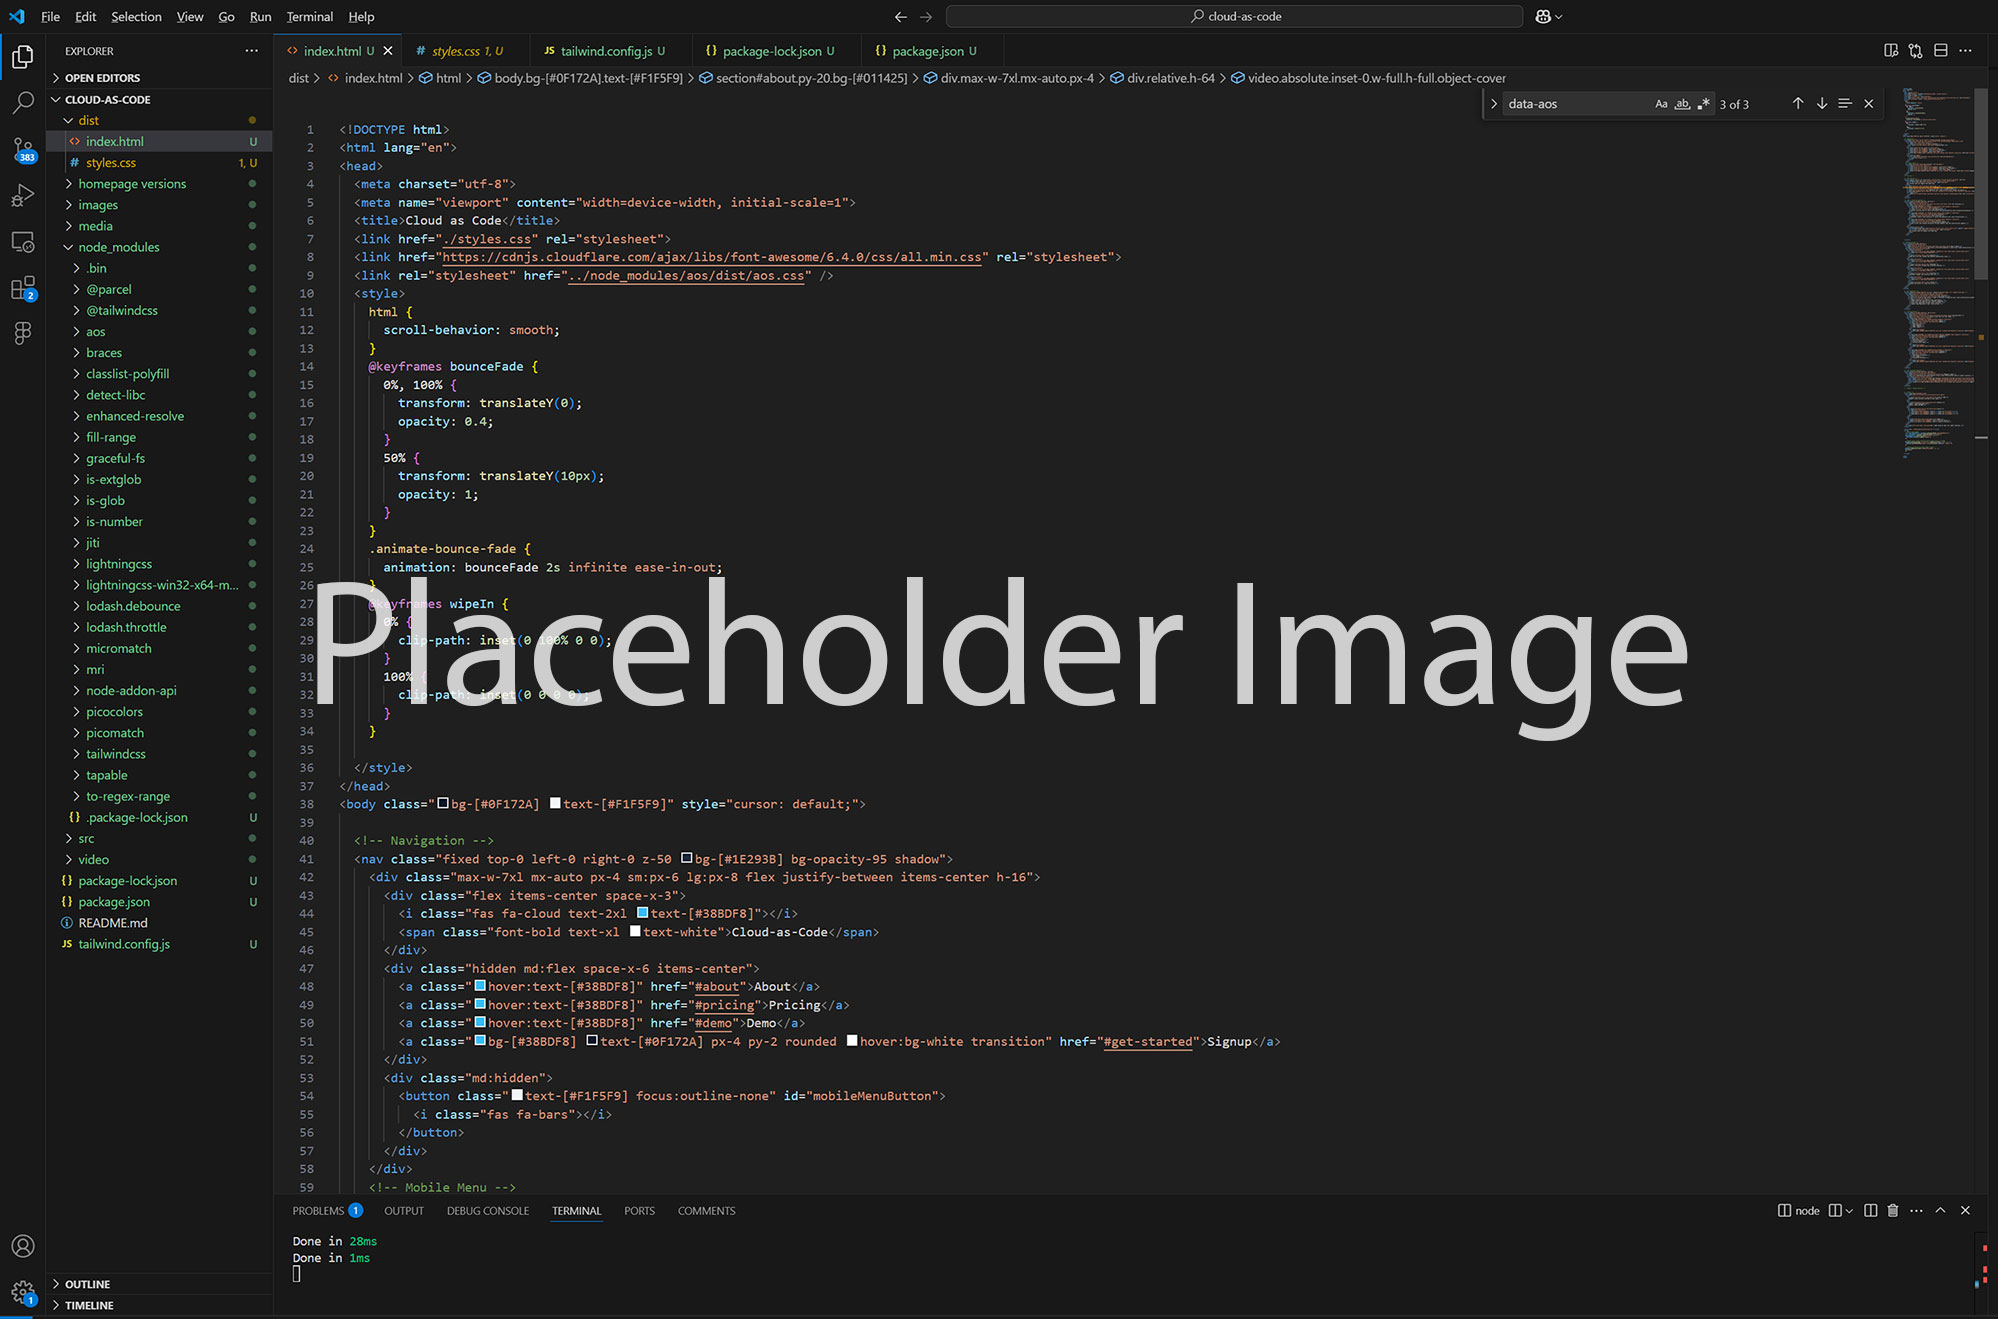 File Edit Selection View Go Run Terminal Help
cloud-as-code
EXPLORER
OPEN EDITORS
CLOUD-AS-CODE
dist
index.html U
styles.css 1, U
homepage versions
images
media
node_modules
.bin
@parcel
@tailwindcss
aos
braces
classlist-polyfill
detect-libc
enhanced-resolve
fill-range
graceful-fs
is-extglob
is-glob
is-number
jiti
lightningcss
lightningcss-win32-x64-m...
lodash.debounce
lodash.throttle
micromatch
mri
node-addon-api
picocolors
picomatch
tailwindcss
tapable
to-regex-range
.package-lock.json U
src
video
package-lock.json U
package.json U
README.md
tailwind.config.js U
OUTLINE
TIMELINE
383
2
1
index.html U
styles.css 1, U
tailwind.config.js U
package-lock.json U
package.json U
dist > index.html > html > body.bg-[#0F172A].text-[#F1F5F9] > section#about.py-20.bg-[#011425] > div.max-w-7xl.mx-auto.px-4 > div.relative.h-64 > video.absolute.inset-0.w-full.h-full.object-cover
data-aos Aa ab 3 of 3
1 <!DOCTYPE html>
2 <html lang="en">
3 <head>
4 <meta charset="utf-8">
5 <meta name="viewport" content="width=device-width, initial-scale=1">
6 <title>Cloud as Code</title>
7 <link href="./styles.css" rel="stylesheet">
8 <link href="https://cdnjs.cloudflare.com/ajax/libs/font-awesome/6.4.0/css/all.min.css" rel="stylesheet">
9 <link rel="stylesheet" href="../node_modules/aos/dist/aos.css" />
10 <style>
11 html {
12 scroll-behavior: smooth;
13 }
14 @keyframes bounceFade {
15 0%, 100% {
16 transform: translateY(0);
17 opacity: 0.4;
18 }
19 50% {
20 transform: translateY(10px);
21 opacity: 1;
22 }
23 }
24 .animate-bounce-fade {
25 animation: bounceFade 2s infinite ease-in-out;
26 }
27 @keyframes wipeIn {
28 0% {
29 clip-path: inset(0 100% 0 0);
30 }
31 100% {
32 clip-path: inset(0 0 0 0);
33 }
34 }
35
36 </style>
37 </head>
38 <body class="bg-[#0F172A] text-[#F1F5F9]" style="cursor: default;">
39
40 <!-- Navigation -->
41 <nav class="fixed top-0 left-0 right-0 z-50 bg-[#1E293B] bg-opacity-95 shadow">
42 <div class="max-w-7xl mx-auto px-4 sm:px-6 lg:px-8 flex justify-between items-center h-16">
43 <div class="flex items-center space-x-3">
44 <i class="fas fa-cloud text-2xl text-[#38BDF8]"></i>
45 <span class="font-bold text-xl text-white">Cloud-as-Code</span>
46 </div>
47 <div class="hidden md:flex space-x-6 items-center">
48 <a class="hover:text-[#38BDF8]" href="#about">About</a>
49 <a class="hover:text-[#38BDF8]" href="#pricing">Pricing</a>
50 <a class="hover:text-[#38BDF8]" href="#demo">Demo</a>
51 <a class="bg-[#38BDF8] text-[#0F172A] px-4 py-2 rounded hover:bg-white transition" href="#get-started">Signup</a>
52 </div>
53 <div class="md:hidden">
54 <button class="text-[#F1F5F9] focus:outline-none" id="mobileMenuButton">
55 <i class="fas fa-bars"></i>
56 </button>
57 </div>
58 </div>
59 <!-- Mobile Menu -->
Placeholder Image
PROBLEMS 1 OUTPUT DEBUG CONSOLE TERMINAL PORTS COMMENTS
node
Done in 28ms
Done in 1ms